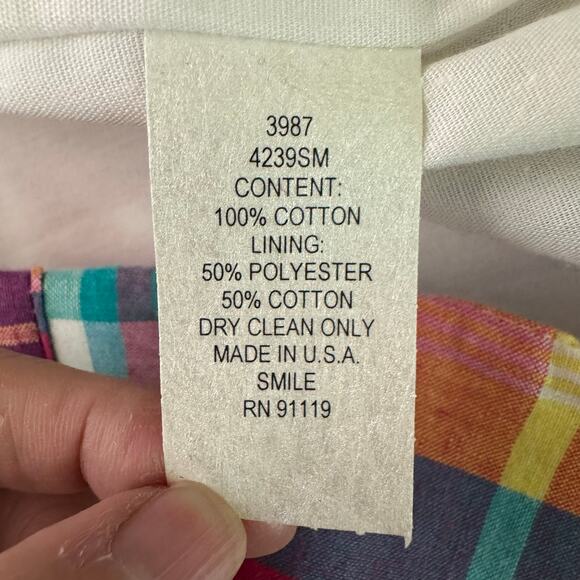 3987
4239SM
CONTENT:
100% COTTON
LINING:
50% POLYESTER
50% COTTON
DRY CLEAN ONLY
MADE IN U.S.A.
SMILE
RN 91119